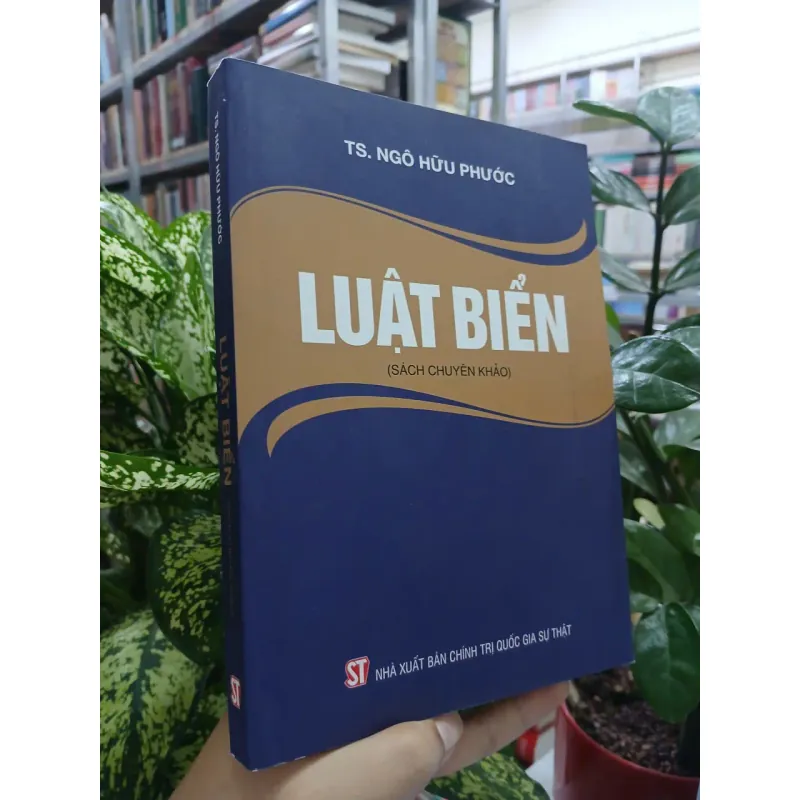 TS. NGÔ HỮU PHƯỚC
LUẬT BIỂN
(SÁCH CHUYÊN KHẢO)
ST NHÀ XUẤT BẢN CHÍNH TRỊ QUỐC GIA SỰ THẬT
TS. NGÔ HỮU PHƯỚC
LUẬT BIỂN
ST